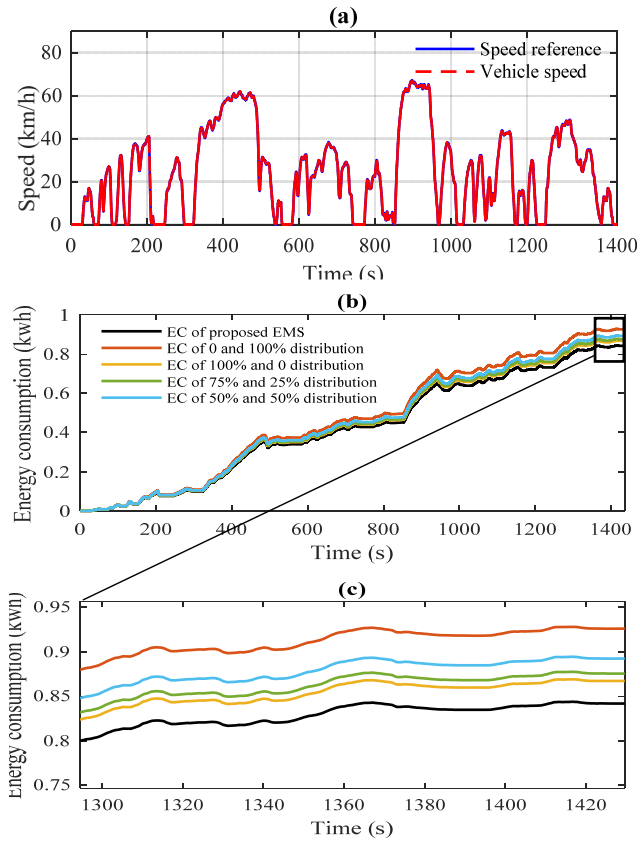 (a)
Speed (km/h)
80
60
40
20
0
Speed reference
Vehicle speed
0 200 400 600 800 1000 1200 1400
Time (s)
(b)
Energy consumption (kwh)
1
0.8
0.6
0.4
0.2
0
EC of proposed EMS
EC of 0 and 100% distribution
EC of 100% and 0 distribution
EC of 75% and 25% distribution
EC of 50% and 50% distribution
0 200 400 600 800 1000 1200 1400
Time (s)
(c)
Energy consumption (kwh)
0.95
0.9
0.85
0.8
0.75
1300 1320 1340 1360 1380 1400 1420
Time (s)